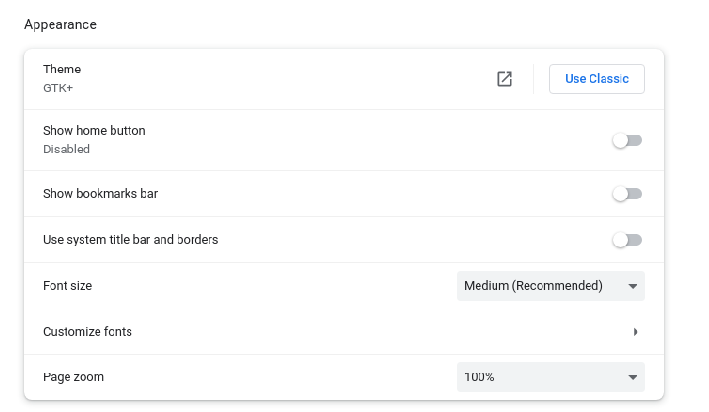 Appearance
Theme
GTK+
Use Classic
Show home button
Disabled
Show bookmarks bar
Use system title bar and borders
Font size
Medium (Recommended)
Customize fonts
Page zoom
100%